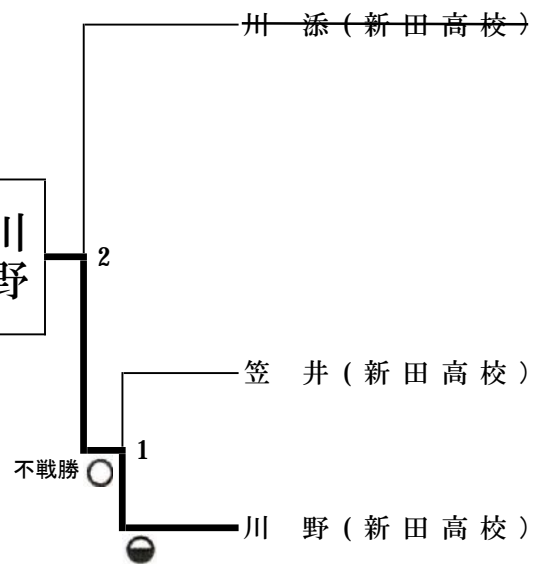 川　添 ( 新 田 高 校 )
川野
2
笠　井 ( 新 田 高 校 )
1
不戦勝
川　野 ( 新 田 高 校 )